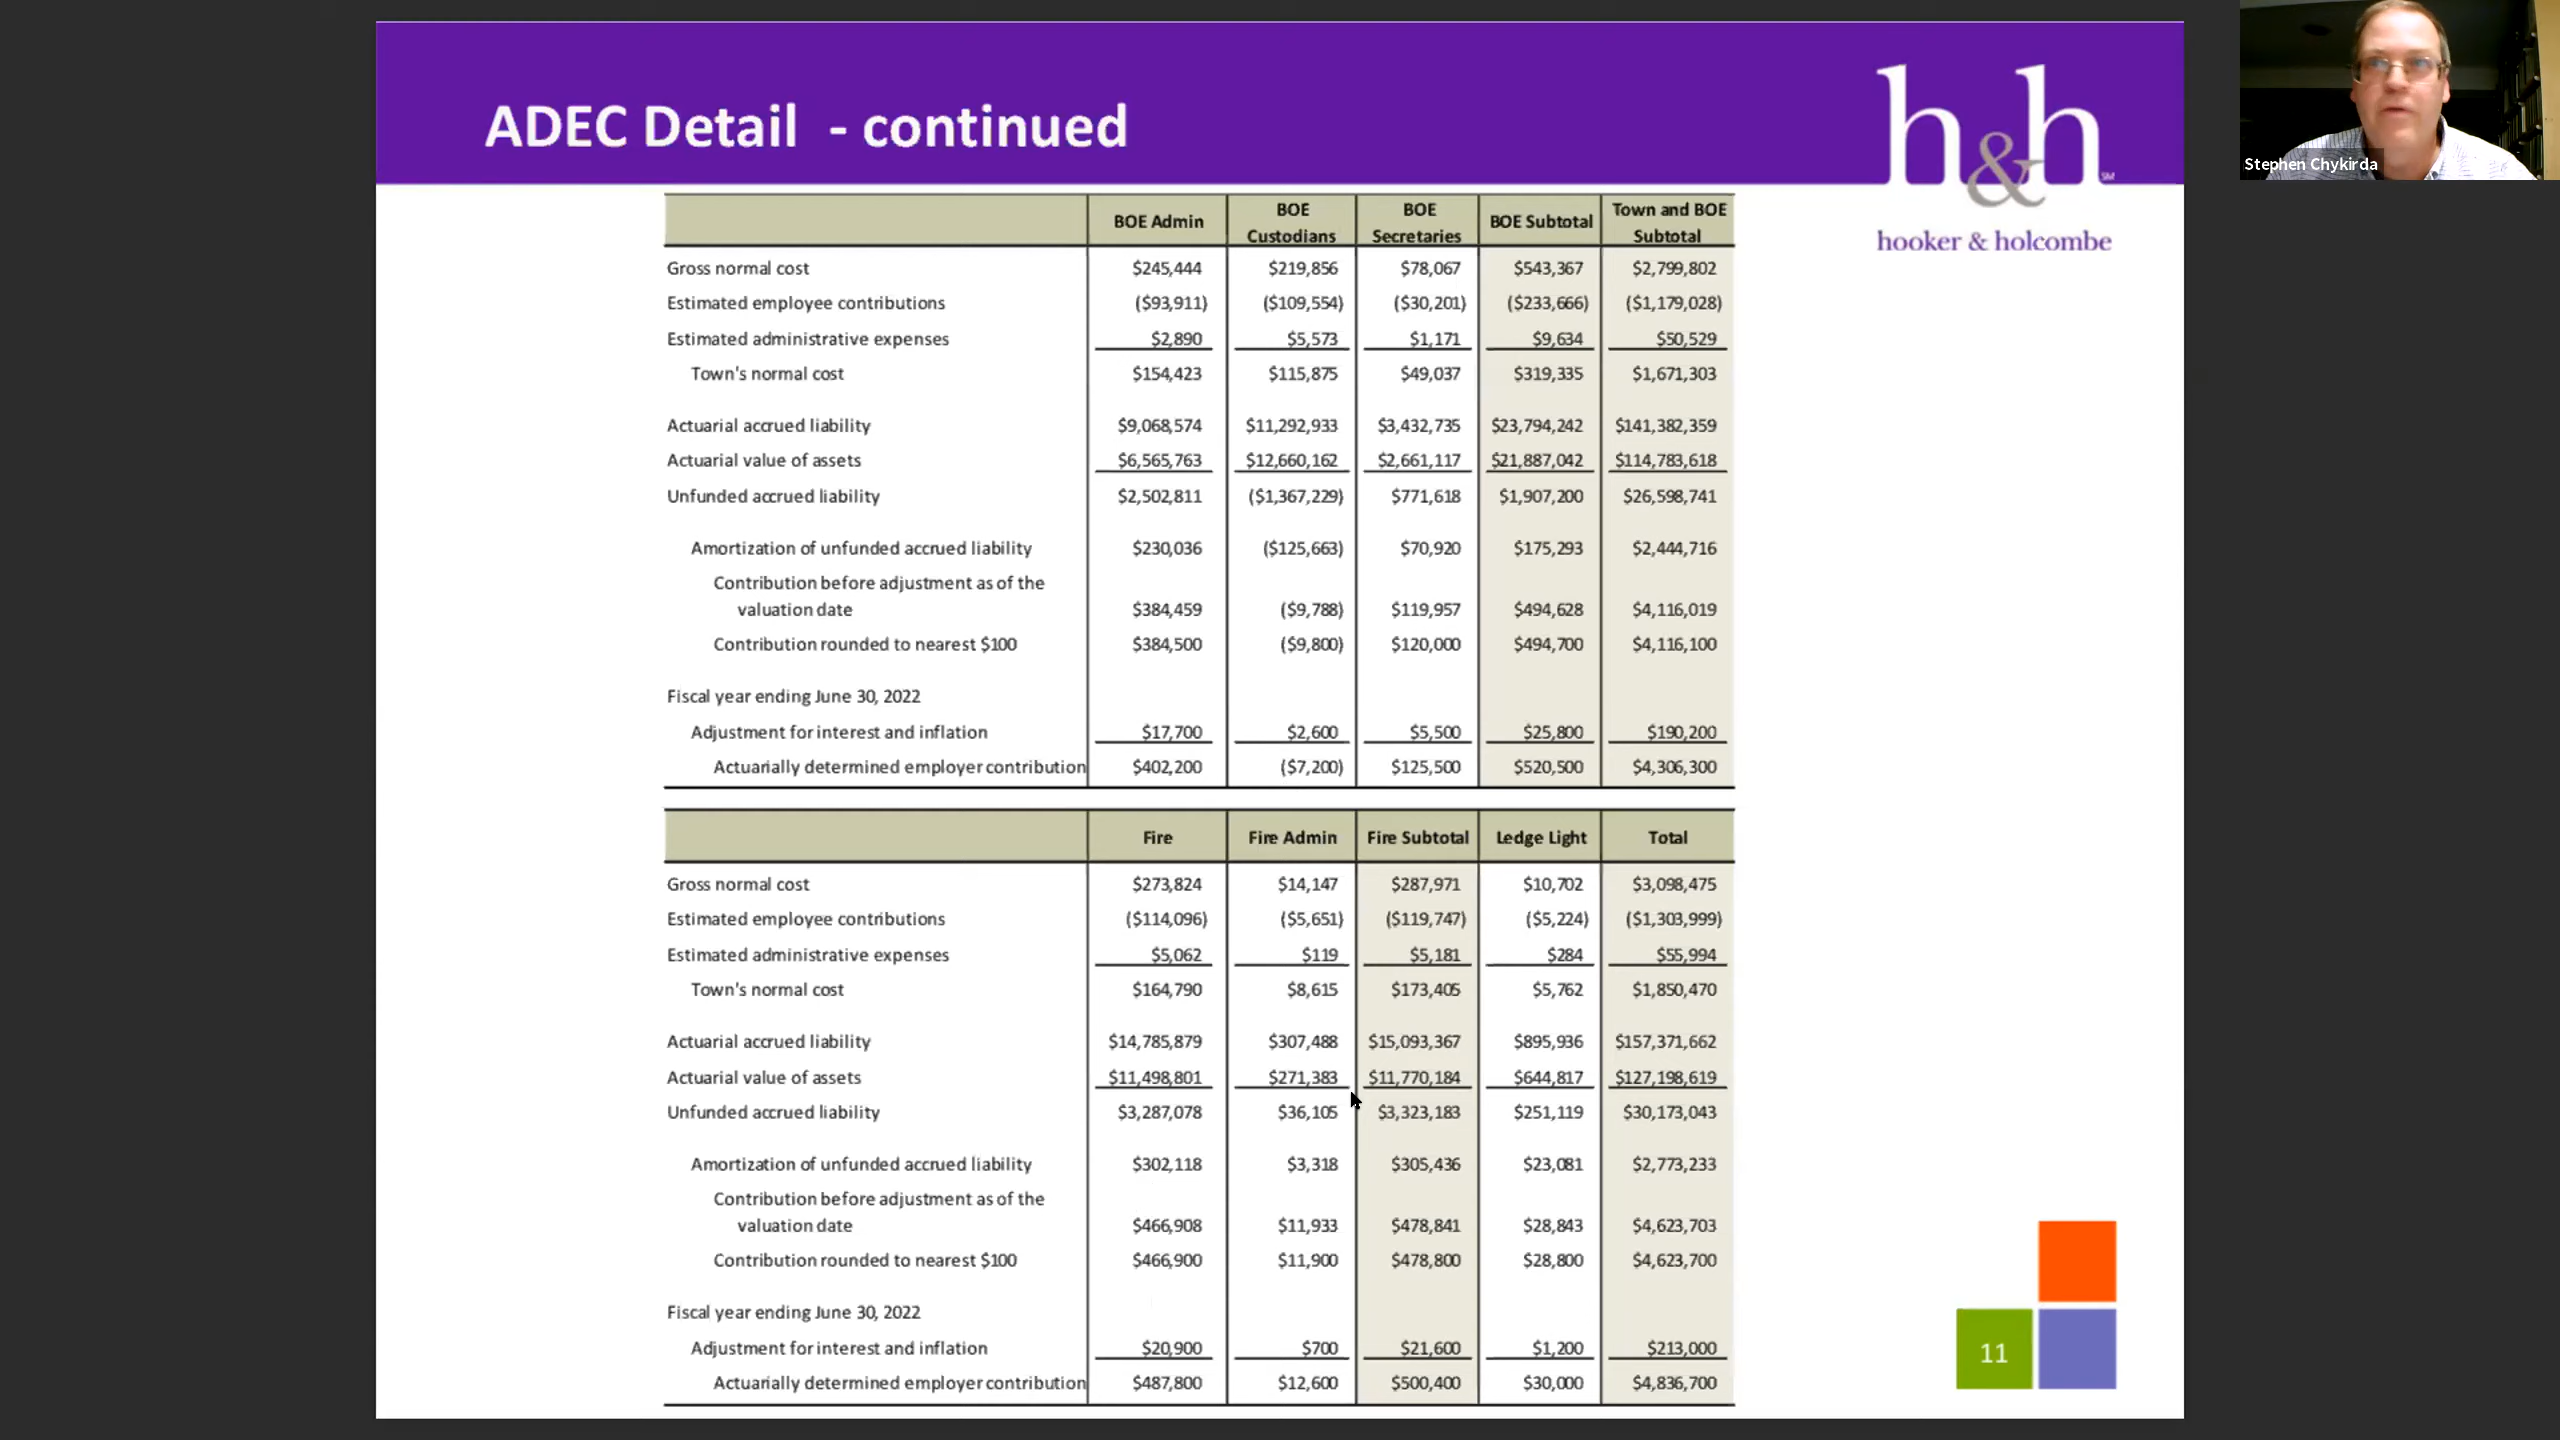 ADEC Detail - continued
h&h SM
hooker & holcombe
Stephen Chykirda
BOE Admin BOE Custodians BOE Secretaries BOE Subtotal Town and BOE Subtotal
Gross normal cost $245,444 $219,856 $78,067 $543,367 $2,799,802
Estimated employee contributions ($93,911) ($109,554) ($30,201) ($233,666) ($1,179,028)
Estimated administrative expenses $2,890 $5,573 $1,171 $9,634 $50,529
Town's normal cost $154,423 $115,875 $49,037 $319,335 $1,671,303
Actuarial accrued liability $9,068,574 $11,292,933 $3,432,735 $23,794,242 $141,382,359
Actuarial value of assets $6,565,763 $12,660,162 $2,661,117 $21,887,042 $114,783,618
Unfunded accrued liability $2,502,811 ($1,367,229) $771,618 $1,907,200 $26,598,741
Amortization of unfunded accrued liability $230,036 ($125,663) $70,920 $175,293 $2,444,716
Contribution before adjustment as of the
valuation date $384,459 ($9,788) $119,957 $494,628 $4,116,019
Contribution rounded to nearest $100 $384,500 ($9,800) $120,000 $494,700 $4,116,100
Fiscal year ending June 30, 2022
Adjustment for interest and inflation $17,700 $2,600 $5,500 $25,800 $190,200
Actuarially determined employer contribution $402,200 ($7,200) $125,500 $520,500 $4,306,300
Fire Fire Admin Fire Subtotal Ledge Light Total
Gross normal cost $273,824 $14,147 $287,971 $10,702 $3,098,475
Estimated employee contributions ($114,096) ($5,651) ($119,747) ($5,224) ($1,303,999)
Estimated administrative expenses $5,062 $119 $5,181 $284 $55,994
Town's normal cost $164,790 $8,615 $173,405 $5,762 $1,850,470
Actuarial accrued liability $14,785,879 $307,488 $15,093,367 $895,936 $157,371,662
Actuarial value of assets $11,498,801 $271,383 $11,770,184 $644,817 $127,198,619
Unfunded accrued liability $3,287,078 $36,105 $3,323,183 $251,119 $30,173,043
Amortization of unfunded accrued liability $302,118 $3,318 $305,436 $23,081 $2,773,233
Contribution before adjustment as of the
valuation date $466,908 $11,933 $478,841 $28,843 $4,623,703
Contribution rounded to nearest $100 $466,900 $11,900 $478,800 $28,800 $4,623,700
Fiscal year ending June 30, 2022
Adjustment for interest and inflation $20,900 $700 $21,600 $1,200 $213,000
Actuarially determined employer contribution $487,800 $12,600 $500,400 $30,000 $4,836,700
11